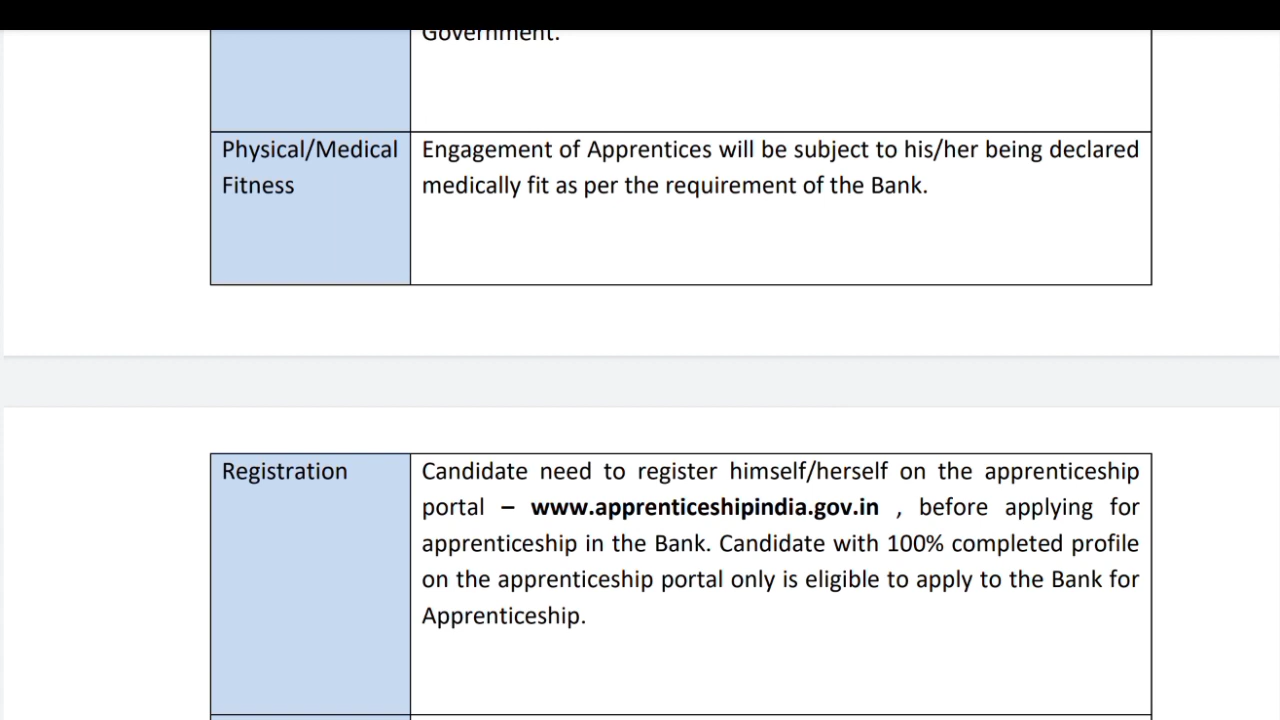 Government.
Physical/Medical
Fitness
Engagement of Apprentices will be subject to his/her being declared
medically fit as per the requirement of the Bank.
Registration
Candidate need to register himself/herself on the apprenticeship
portal – www.apprenticeshipindia.gov.in , before applying for
apprenticeship in the Bank. Candidate with 100% completed profile
on the apprenticeship portal only is eligible to apply to the Bank for
Apprenticeship.